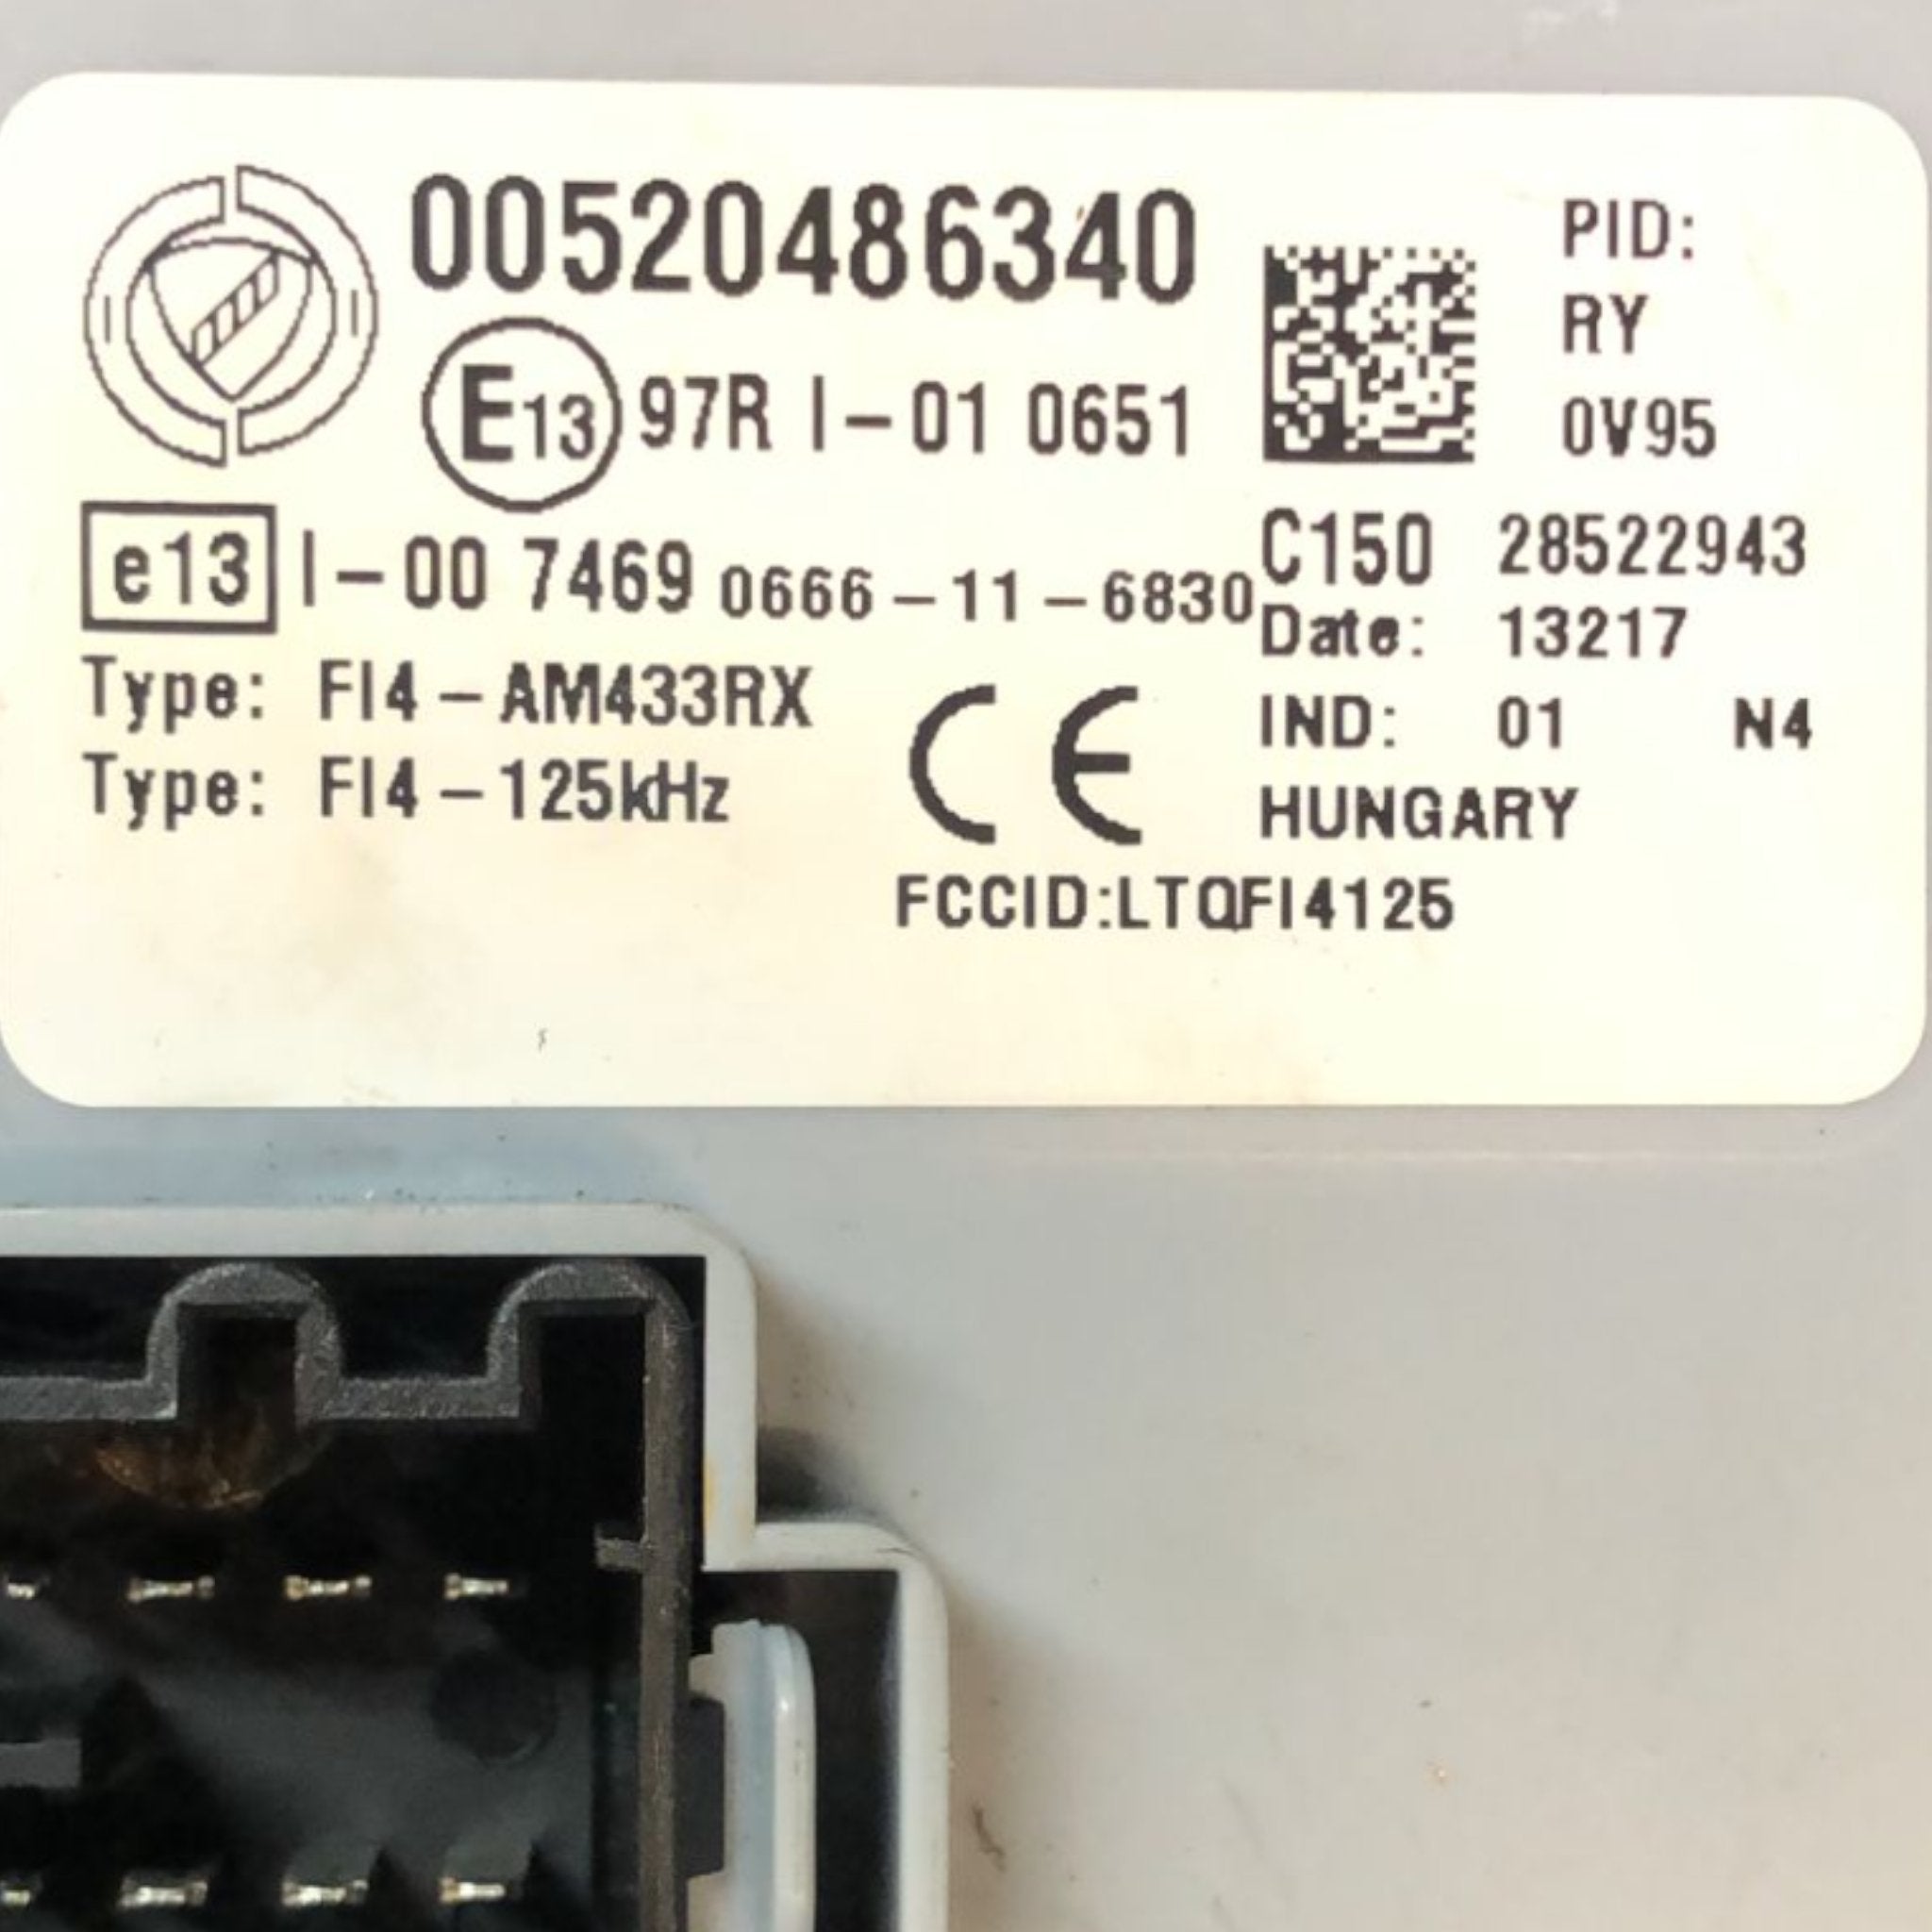 00520486340
E13 97R I-01 0651
e13 I-00 7469 0666-11-6830
Type: FI4-AM433RX
Type: FI4-125kHz
CE
PID:
RY
0V95
C150 28522943
Date: 13217
IND: 01 N4
HUNGARY
FCCID:LTQFI4125